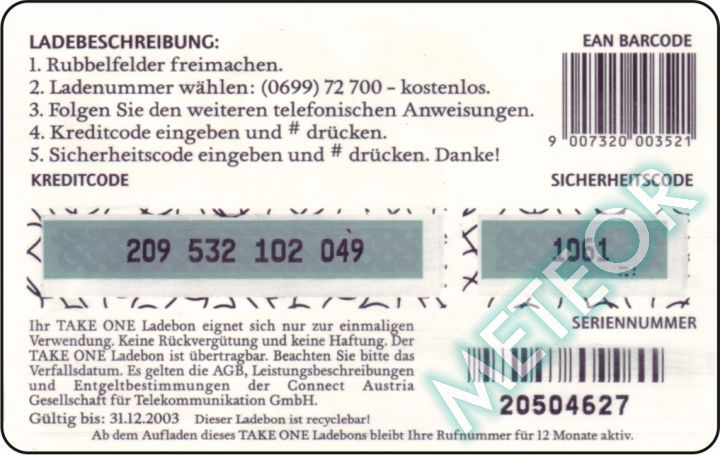 LADEBESCHREIBUNG:
1. Rubbelfelder freimachen.
2. Ladenummer wählen: (0699) 72 700 – kostenlos.
3. Folgen Sie den weiteren telefonischen Anweisungen.
4. Kreditcode eingeben und # drücken.
5. Sicherheitscode eingeben und # drücken. Danke!
EAN BARCODE
9 007320 003521
KREDITCODE
SICHERHEITSCODE
209 532 102 049
1061
Ihr TAKE ONE Ladebon eignet sich nur zur einmaligen
Verwendung. Keine Rückvergütung und keine Haftung. Der
TAKE ONE Ladebon ist übertragbar. Beachten Sie bitte das
Verfallsdatum. Es gelten die AGB, Leistungsbeschreibungen
und Entgeltbestimmungen der Connect Austria
Gesellschaft für Telekommunikation GmbH.
Gültig bis: 31.12.2003 Dieser Ladebon ist recyclebar!
Ab dem Aufladen dieses TAKE ONE Ladebons bleibt Ihre Rufnummer für 12 Monate aktiv.
SERIENNUMMER
20504627
METEOR